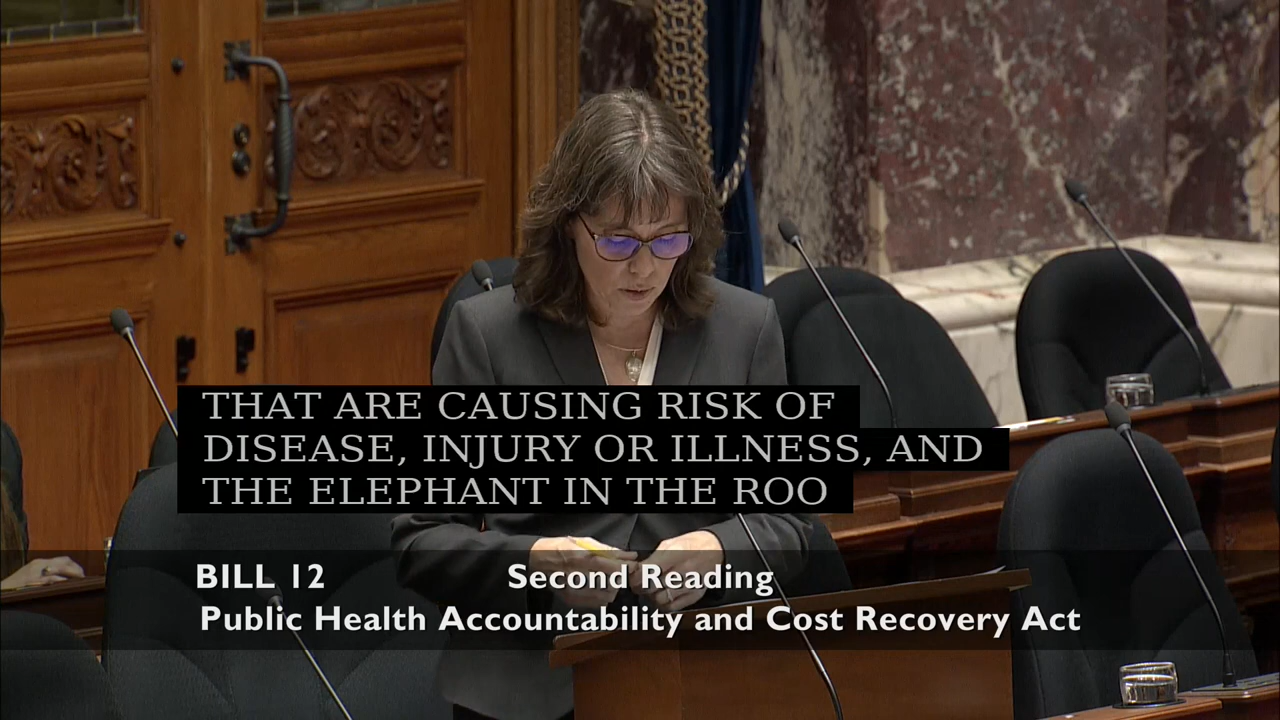 THAT ARE CAUSING RISK OF
DISEASE, INJURY OR ILLNESS, AND
THE ELEPHANT IN THE ROO
BILL 12 Second Reading
Public Health Accountability and Cost Recovery Act